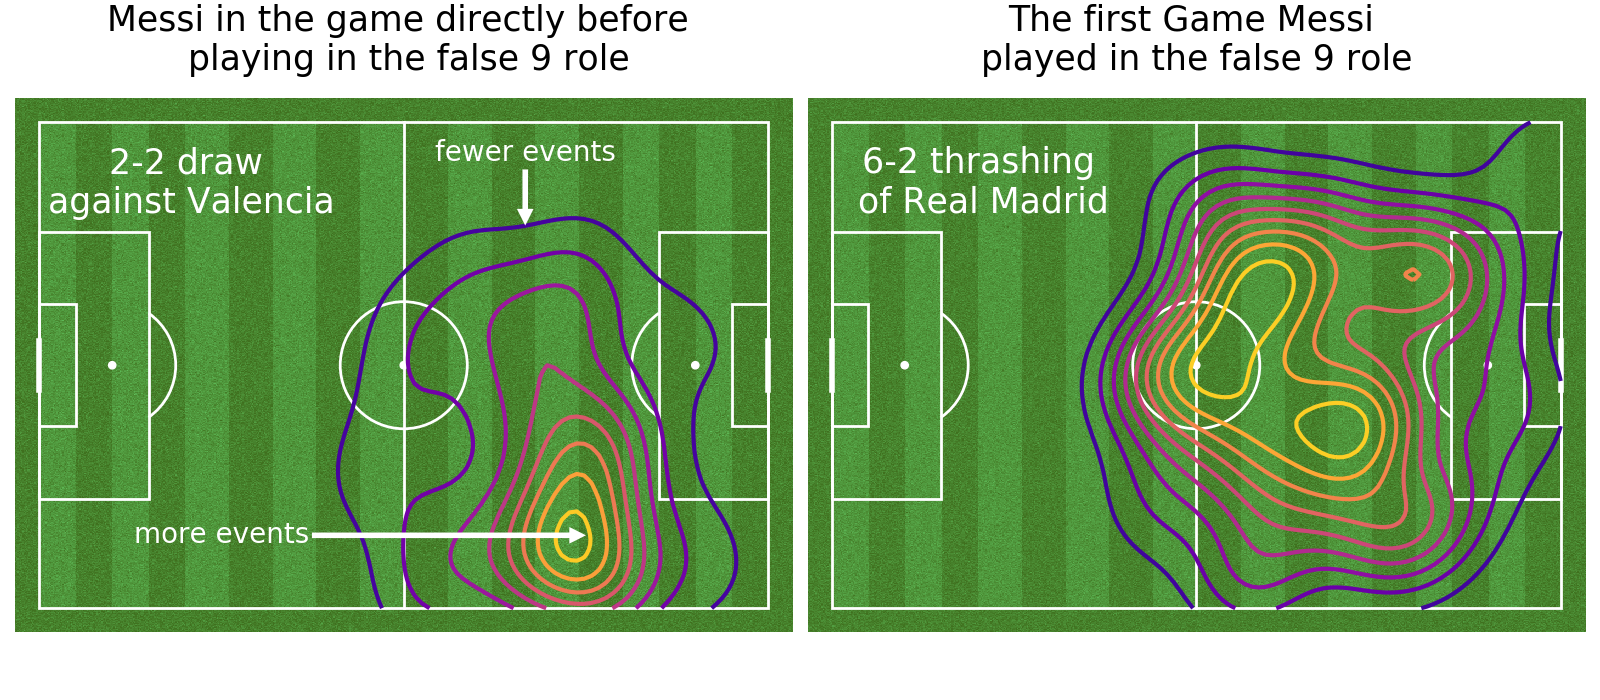 Messi in the game directly before
playing in the false 9 role
2-2 draw
against Valencia
fewer events
more events
The first Game Messi
played in the false 9 role
6-2 thrashing
of Real Madrid